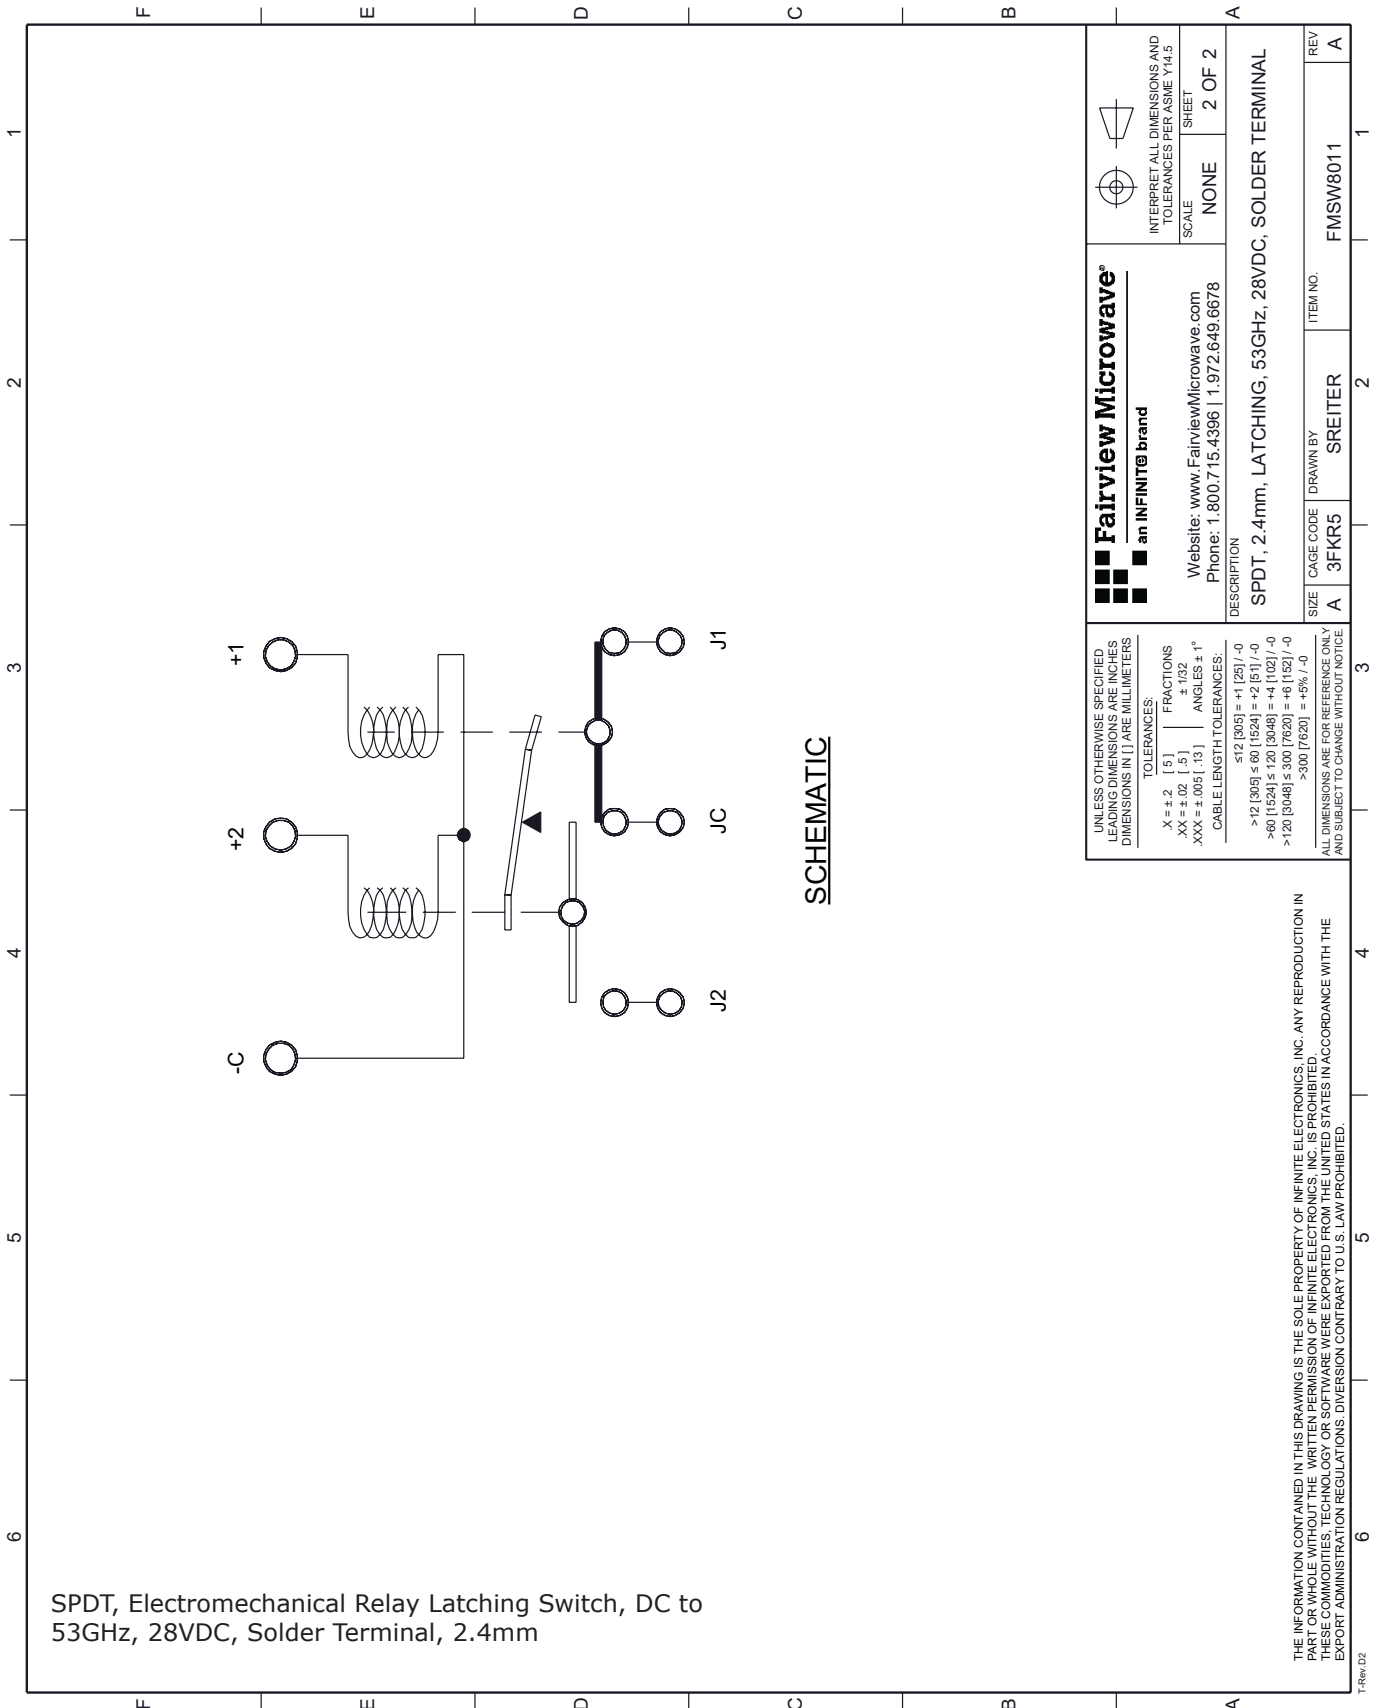 6
5
4
3
2
1
F
E
D
C
B
A
-C
+2
+1
J2
JC
J1
SCHEMATIC
THE INFORMATION CONTAINED IN THIS DRAWING IS THE SOLE PROPERTY OF INFINITE ELECTRONICS, INC. ANY REPRODUCTION IN
PART OR WHOLE WITHOUT THE WRITTEN PERMISSION OF INFINITE ELECTRONICS, INC. IS PROHIBITED.
THESE COMMODITIES, TECHNOLOGY OR SOFTWARE WERE EXPORTED FROM THE UNITED STATES IN ACCORDANCE WITH THE
EXPORT ADMINISTRATION REGULATIONS. DIVERSION CONTRARY TO U.S. LAW PROHIBITED.
UNLESS OTHERWISE SPECIFIED
LEADING DIMENSIONS ARE INCHES
DIMENSIONS IN [ ] ARE MILLIMETERS
TOLERANCES:
.X = ± .2 [ 5 ] FRACTIONS
.XX = ± .02 [ .5 ] ± 1/32
.XXX = ± .005 [ .13 ] ANGLES ± 1°
CABLE LENGTH TOLERANCES:
≤12 [305] = +1 [25] / -0
>12 [305] ≤ 60 [1524] = +2 [51] / -0
>60 [1524] ≤ 120 [3048] = +4 [102] / -0
>120 [3048] ≤ 300 [7620] = +6 [152] / -0
>300 [7620] = +5% / -0
ALL DIMENSIONS ARE FOR REFERENCE ONLY
AND SUBJECT TO CHANGE WITHOUT NOTICE.
Fairview Microwave®
an INFINIT@ brand
Website: www.FairviewMicrowave.com
Phone: 1.800.715.4396 | 1.972.649.6678
INTERPRET ALL DIMENSIONS AND
TOLERANCES PER ASME Y14.5
SCALE
NONE
SHEET
2 OF 2
DESCRIPTION
SPDT, 2.4mm, LATCHING, 53GHz, 28VDC, SOLDER TERMINAL
SIZE
A
CAGE CODE
3FKR5
DRAWN BY
SREITER
ITEM NO.
FMSW8011
REV
A
F
E
D
C
B
A
T-Rev.D2
6
5
4
3
2
1
SPDT, Electromechanical Relay Latching Switch, DC to
53GHz, 28VDC, Solder Terminal, 2.4mm